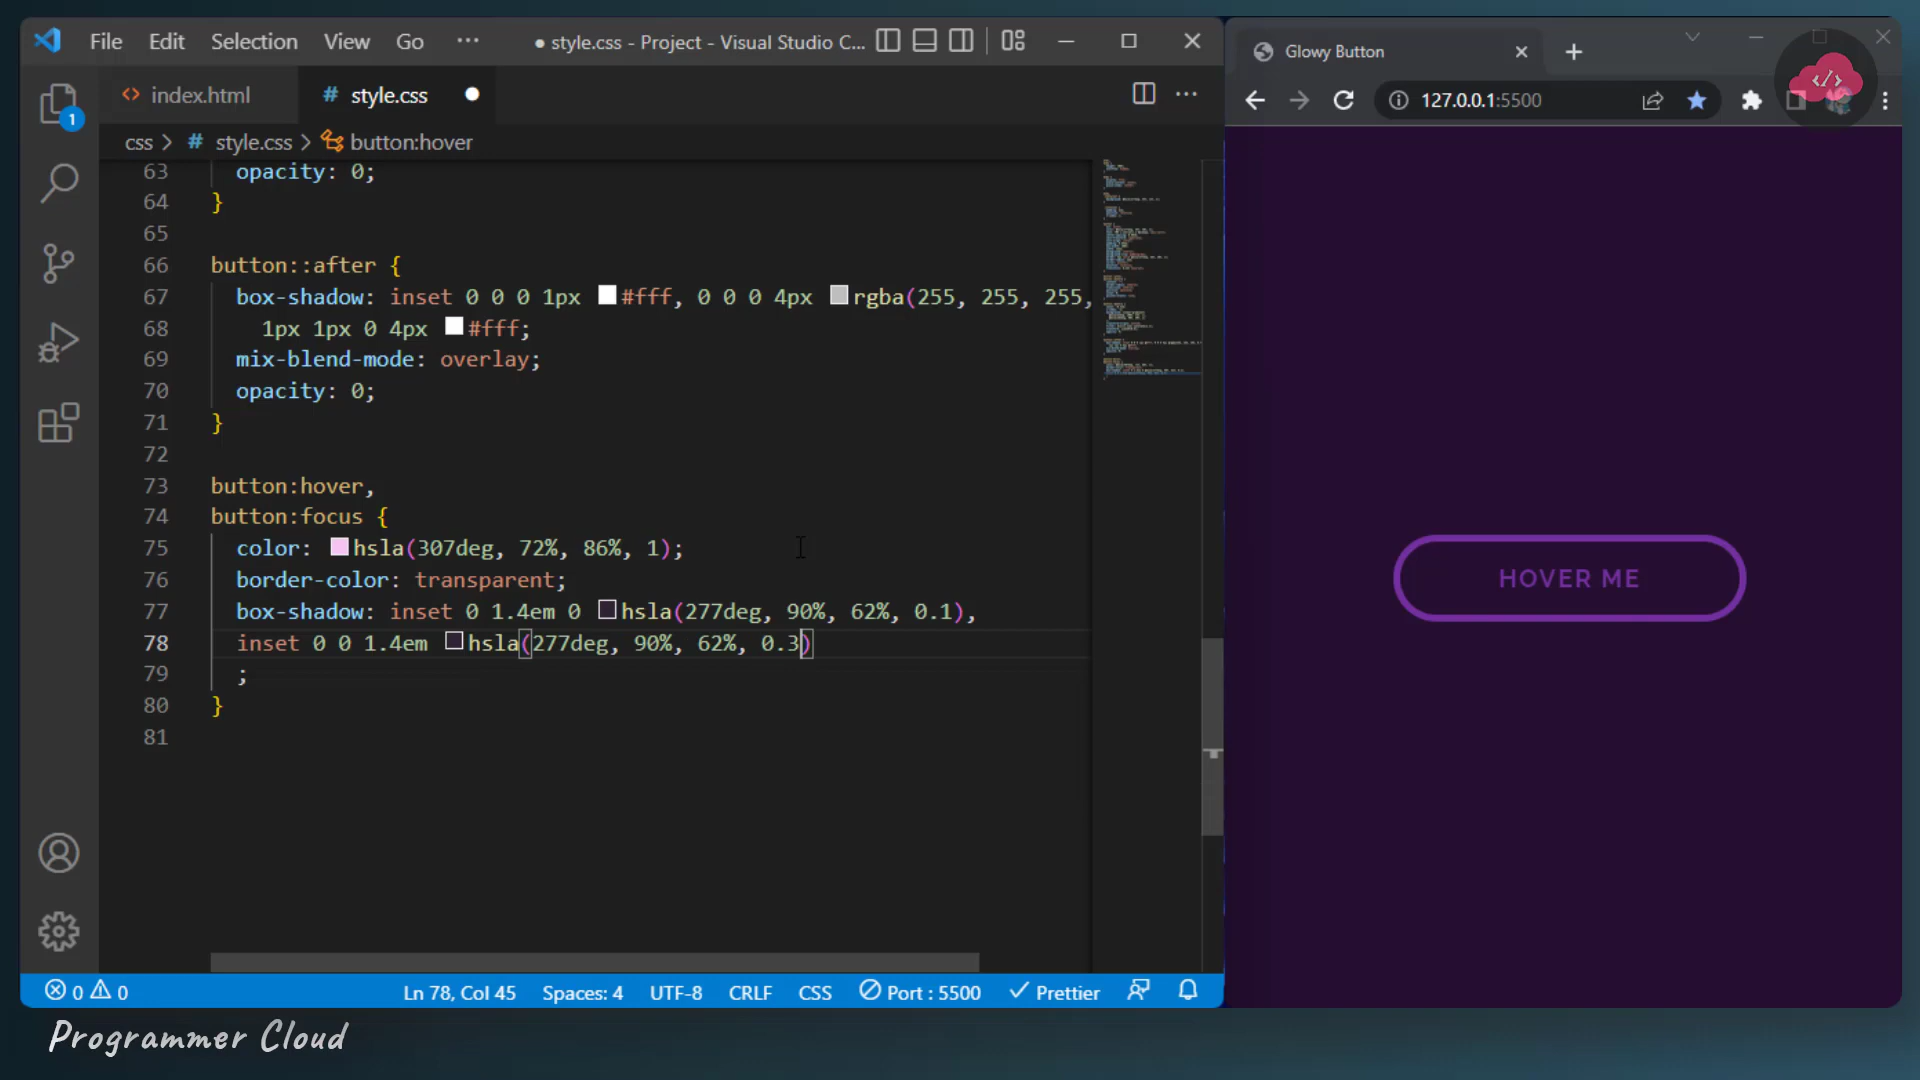 File Edit Selection View Go ··· ● style.css - Project - Visual Studio C...
Glowy Button
index.html # style.css
127.0.0.1:5500
1
css > # style.css > button:hover
63 opacity: 0;
64 }
65
66 button::after {
67 box-shadow: inset 0 0 0 1px #fff, 0 0 0 4px rgba(255, 255, 255,
68 1px 1px 0 4px #fff;
69 mix-blend-mode: overlay;
70 opacity: 0;
71 }
72
73 button:hover,
74 button:focus {
75 color: hsla(307deg, 72%, 86%, 1);
76 border-color: transparent;
77 box-shadow: inset 0 1.4em 0 hsla(277deg, 90%, 62%, 0.1),
78 inset 0 0 1.4em hsla(277deg, 90%, 62%, 0.3)
79 ;
80 }
81
HOVER ME
0 0 Ln 78, Col 45 Spaces: 4 UTF-8 CRLF CSS Port : 5500 Prettier
Programmer Cloud